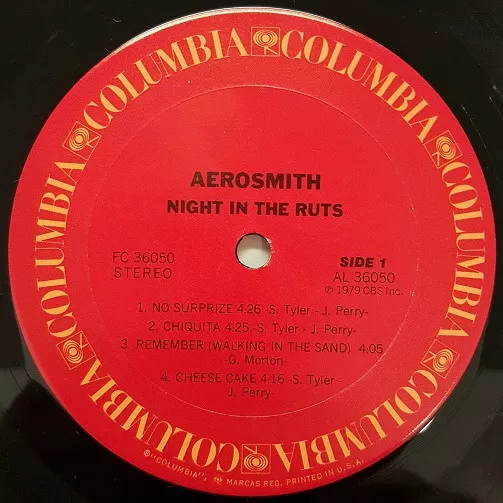 COLUMBIA COLUMBIA COLUMBIA COLUMBIA COLUMBIA COLUMBIA
AEROSMITH
NIGHT IN THE RUTS
FC 36050
STEREO
SIDE 1
AL 36050
℗ 1979 CBS Inc.
1. NO SURPRIZE 4:26 -S. Tyler - J. Perry-
2. CHIQUITA 4:25 -S. Tyler - J. Perry-
3. REMEMBER (WALKING IN THE SAND) 4:05
-G. Morton-
4. CHEESE CAKE 4:16 -S. Tyler -
J. Perry-
®"COLUMBIA", MARCAS REG. PRINTED IN U.S.A.